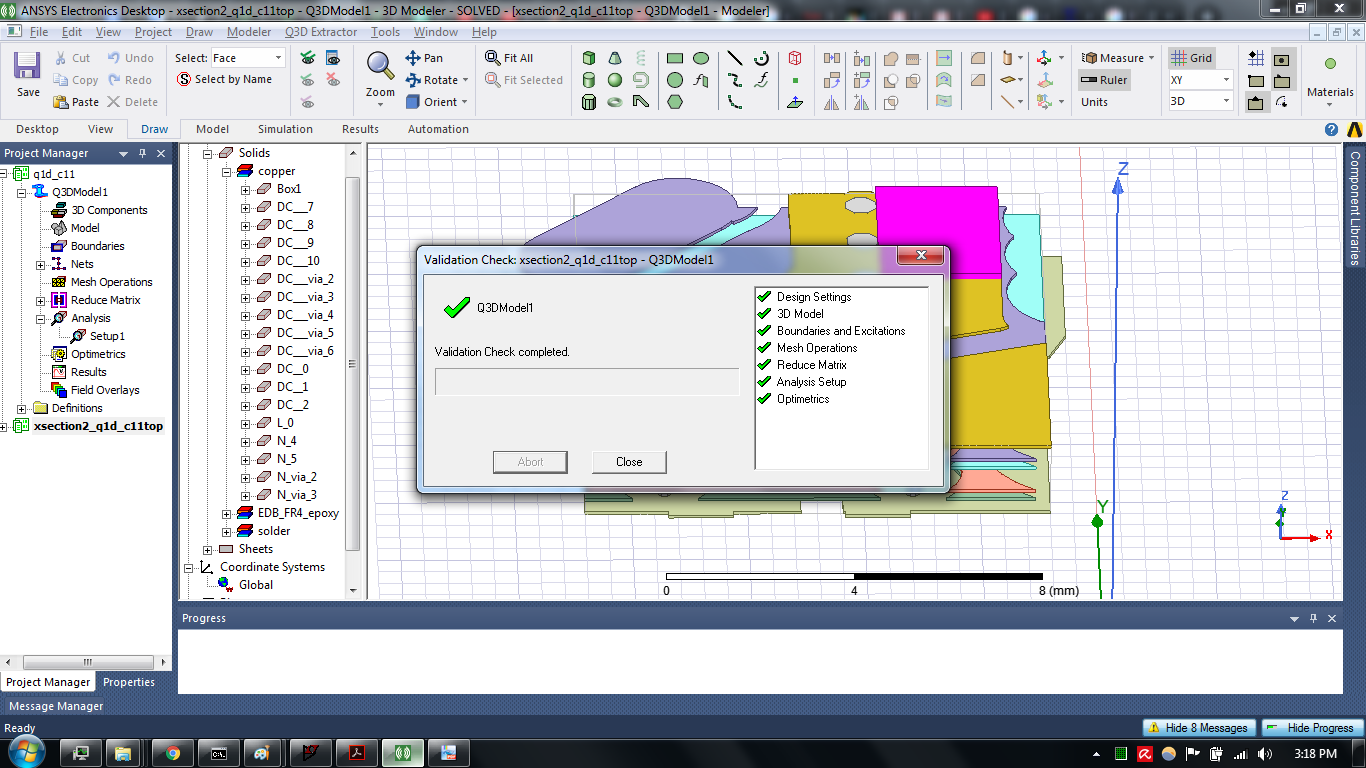 ANSYS Electronics Desktop - xsection2_q1d_c11top - Q3DModel1 - 3D Modeler - SOLVED - [xsection2_q1d_c11top - Q3DModel1 - Modeler]
File Edit View Project Draw Modeler Q3D Extractor Tools Window Help
Save
Cut
Copy
Paste
Undo
Redo
Delete
Select: Face
Select by Name
Zoom
Pan
Rotate
Orient
Fit All
Fit Selected
Measure
Ruler
Units
Grid
XY
3D
Materials
Desktop View Draw Model Simulation Results Automation
Project Manager
q1d_c11
Q3DModel1
3D Components
Model
Boundaries
Nets
Mesh Operations
Reduce Matrix
Analysis
Setup1
Optimetrics
Results
Field Overlays
Definitions
xsection2_q1d_c11top
Project Manager Properties
Solids
copper
Box1
DC__7
DC__8
DC__9
DC__10
DC__via_2
DC__via_3
DC__via_4
DC__via_5
DC__via_6
DC__0
DC__1
DC__2
L_0
N_4
N_5
N_via_2
N_via_3
EDB_FR4_epoxy
solder
Sheets
Coordinate Systems
Global
Validation Check: xsection2_q1d_c11top - Q3DModel1
Q3DModel1
Validation Check completed.
Abort Close
Design Settings
3D Model
Boundaries and Excitations
Mesh Operations
Reduce Matrix
Analysis Setup
Optimetrics
Z
Y
Z
X
0 4 8 (mm)
Component Libraries
Progress
Message Manager
Ready
Hide 8 Messages Hide Progress
3:18 PM